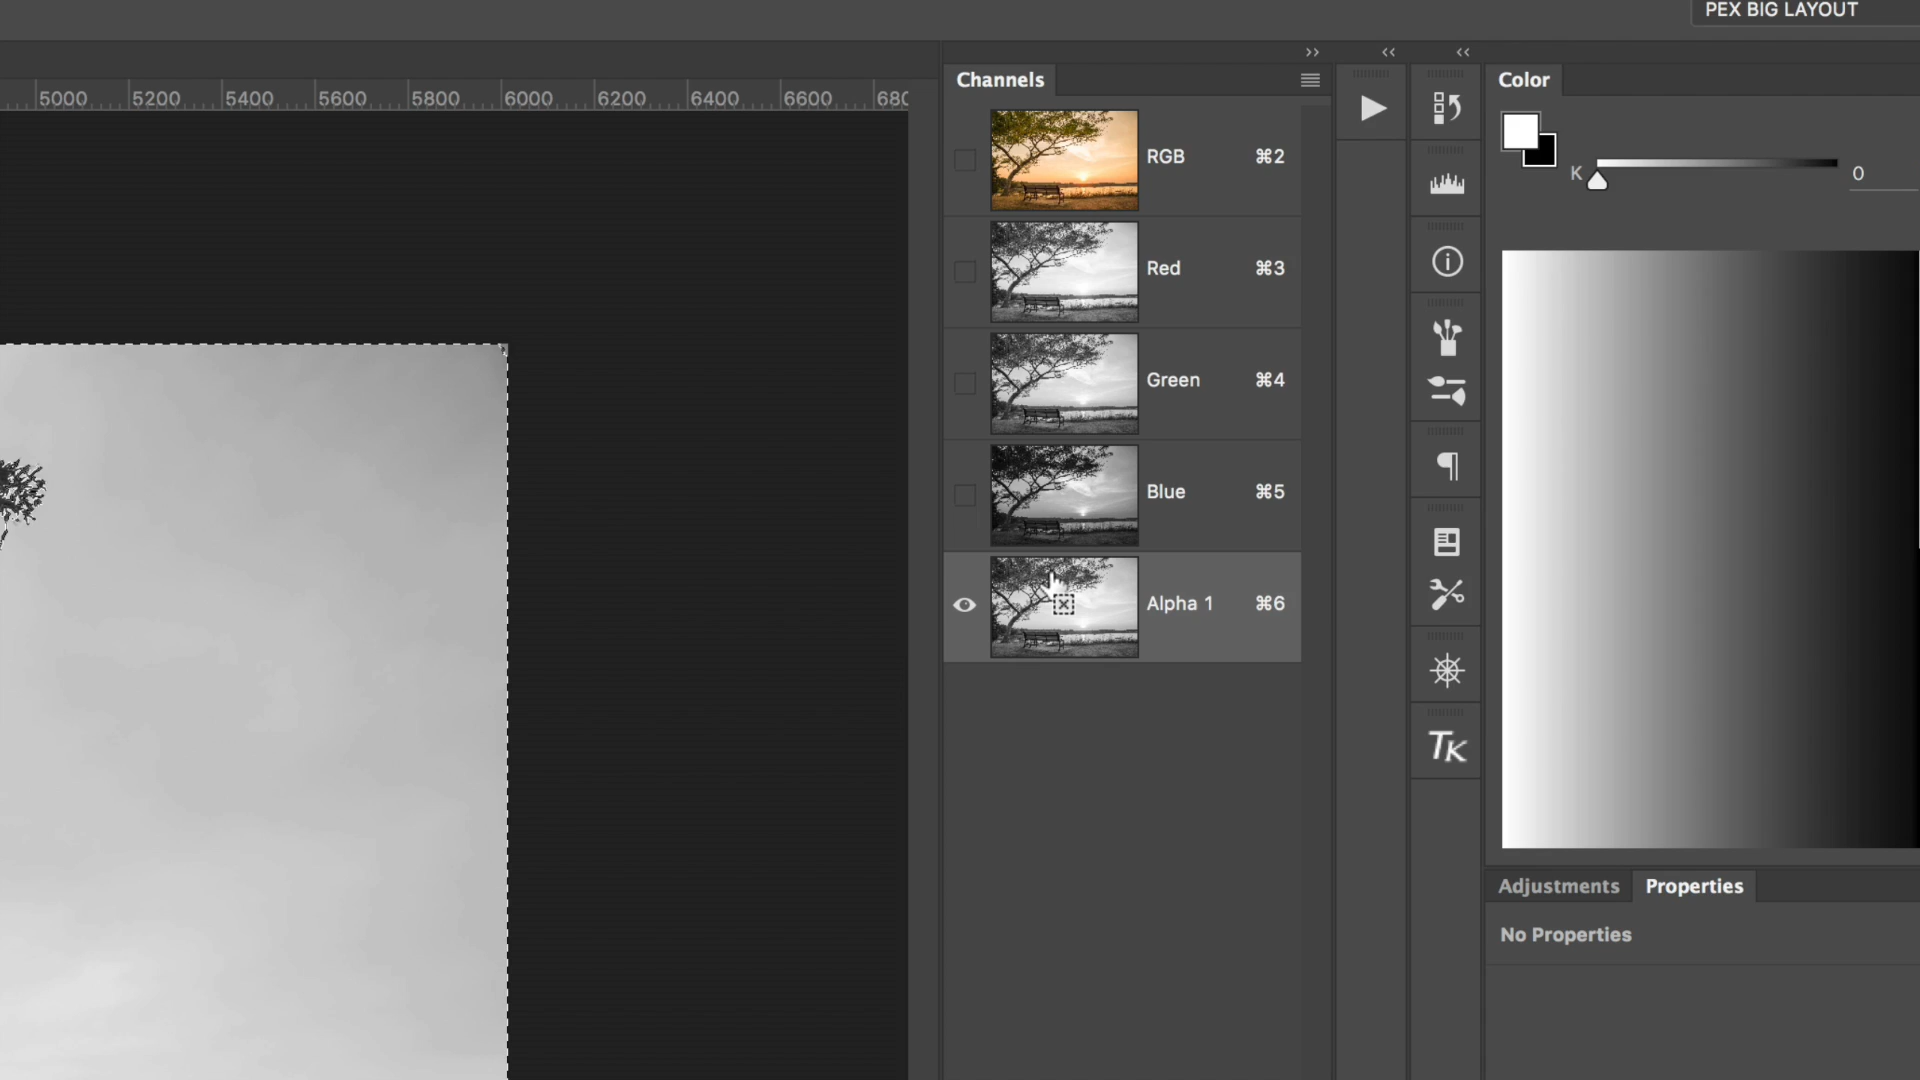 PEX BIG LAYOUT
Channels
Color
5000 5200 5400 5600 5800 6000 6200 6400 6600 680
RGB ⌘2
K 0
Red ⌘3
Green ⌘4
Blue ⌘5
Alpha 1 ⌘6
TK
Adjustments Properties
No Properties